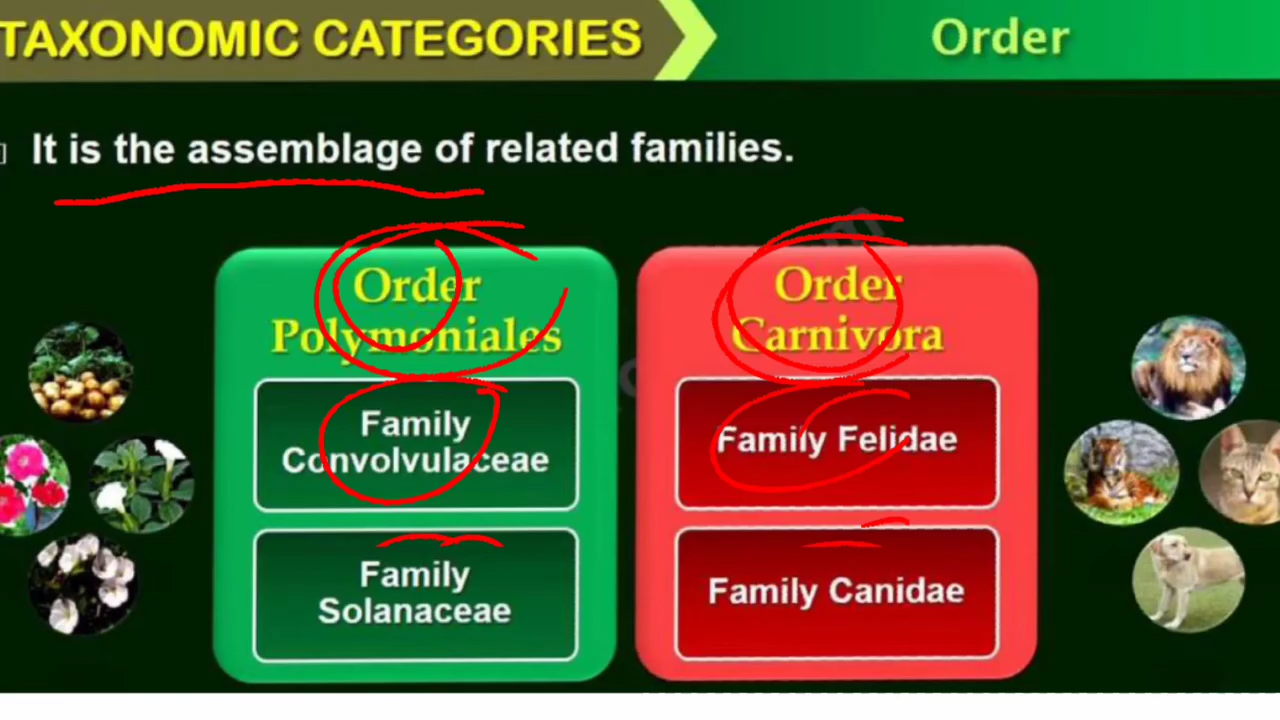 TAXONOMIC CATEGORIES
Order
It is the assemblage of related families.
Order
Polymoniales
Family
Convolvulaceae
Family
Solanaceae
Order
Carnivora
Family Felidae
Family Canidae